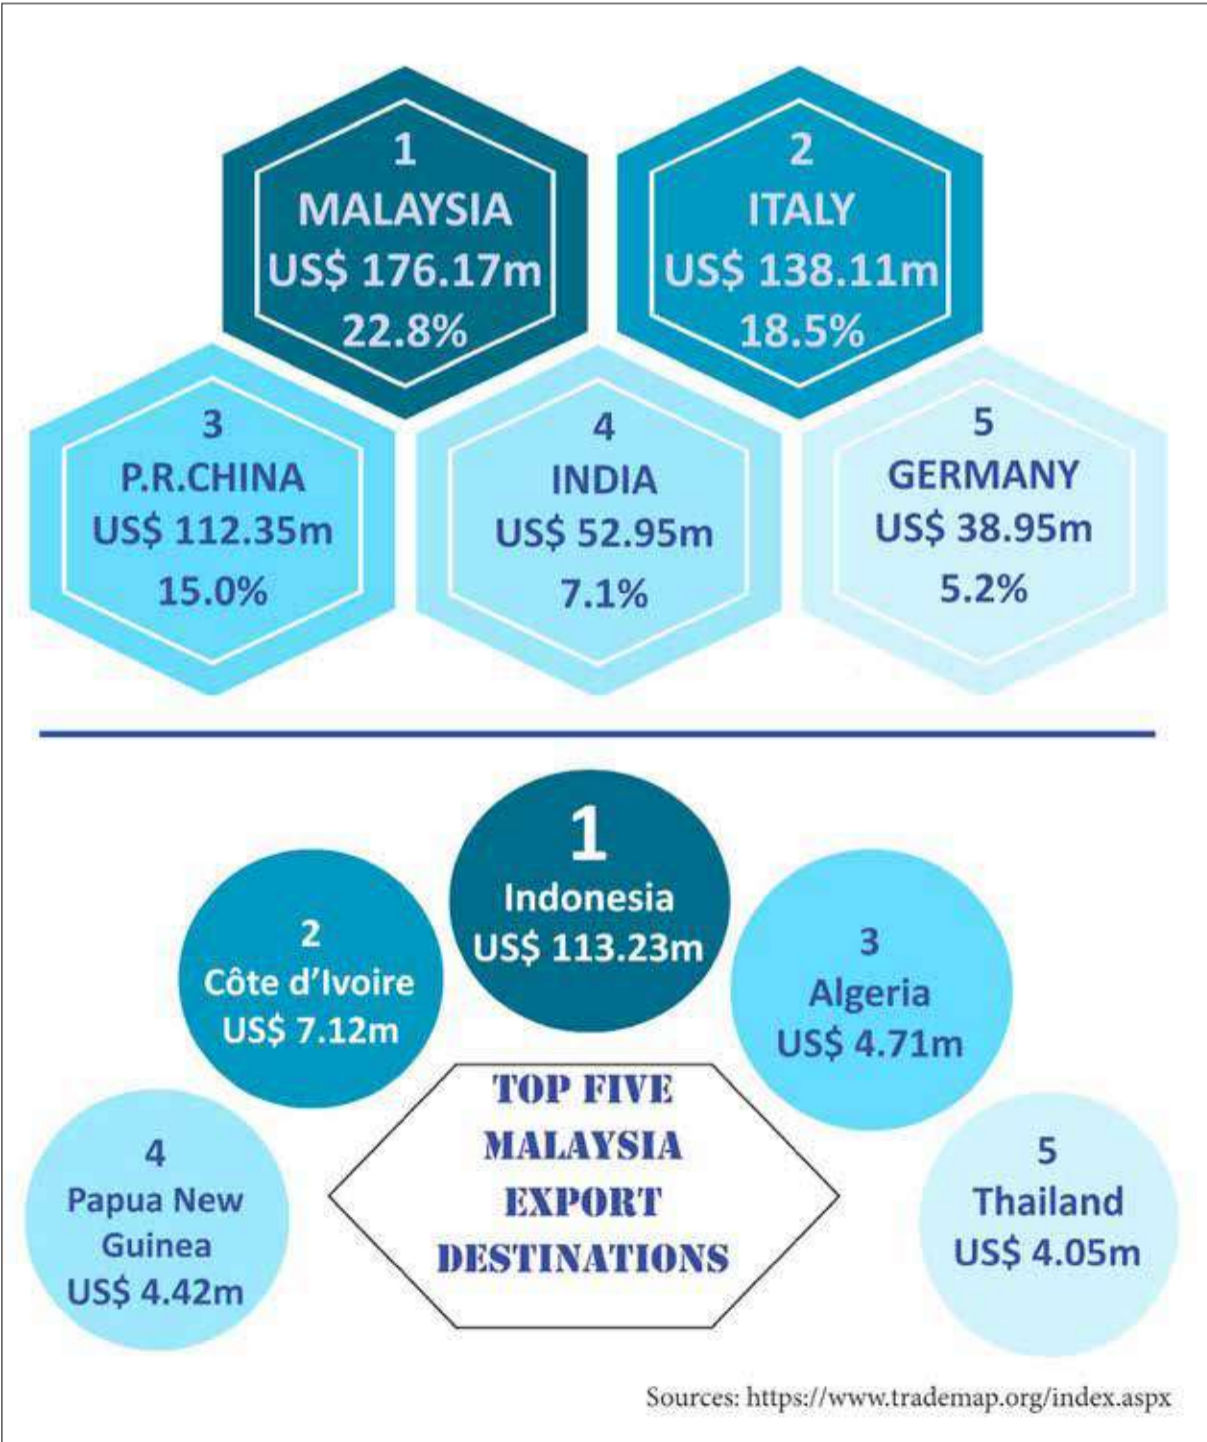 1
MALAYSIA
US$ 176.17m
22.8%
2
ITALY
US$ 138.11m
18.5%
3
P.R.CHINA
US$ 112.35m
15.0%
4
INDIA
US$ 52.95m
7.1%
5
GERMANY
US$ 38.95m
5.2%
1
Indonesia
US$ 113.23m
2
Côte d’Ivoire
US$ 7.12m
3
Algeria
US$ 4.71m
4
Papua New
Guinea
US$ 4.42m
TOP FIVE
MALAYSIA
EXPORT
DESTINATIONS
5
Thailand
US$ 4.05m
Sources: https://www.trademap.org/index.aspx